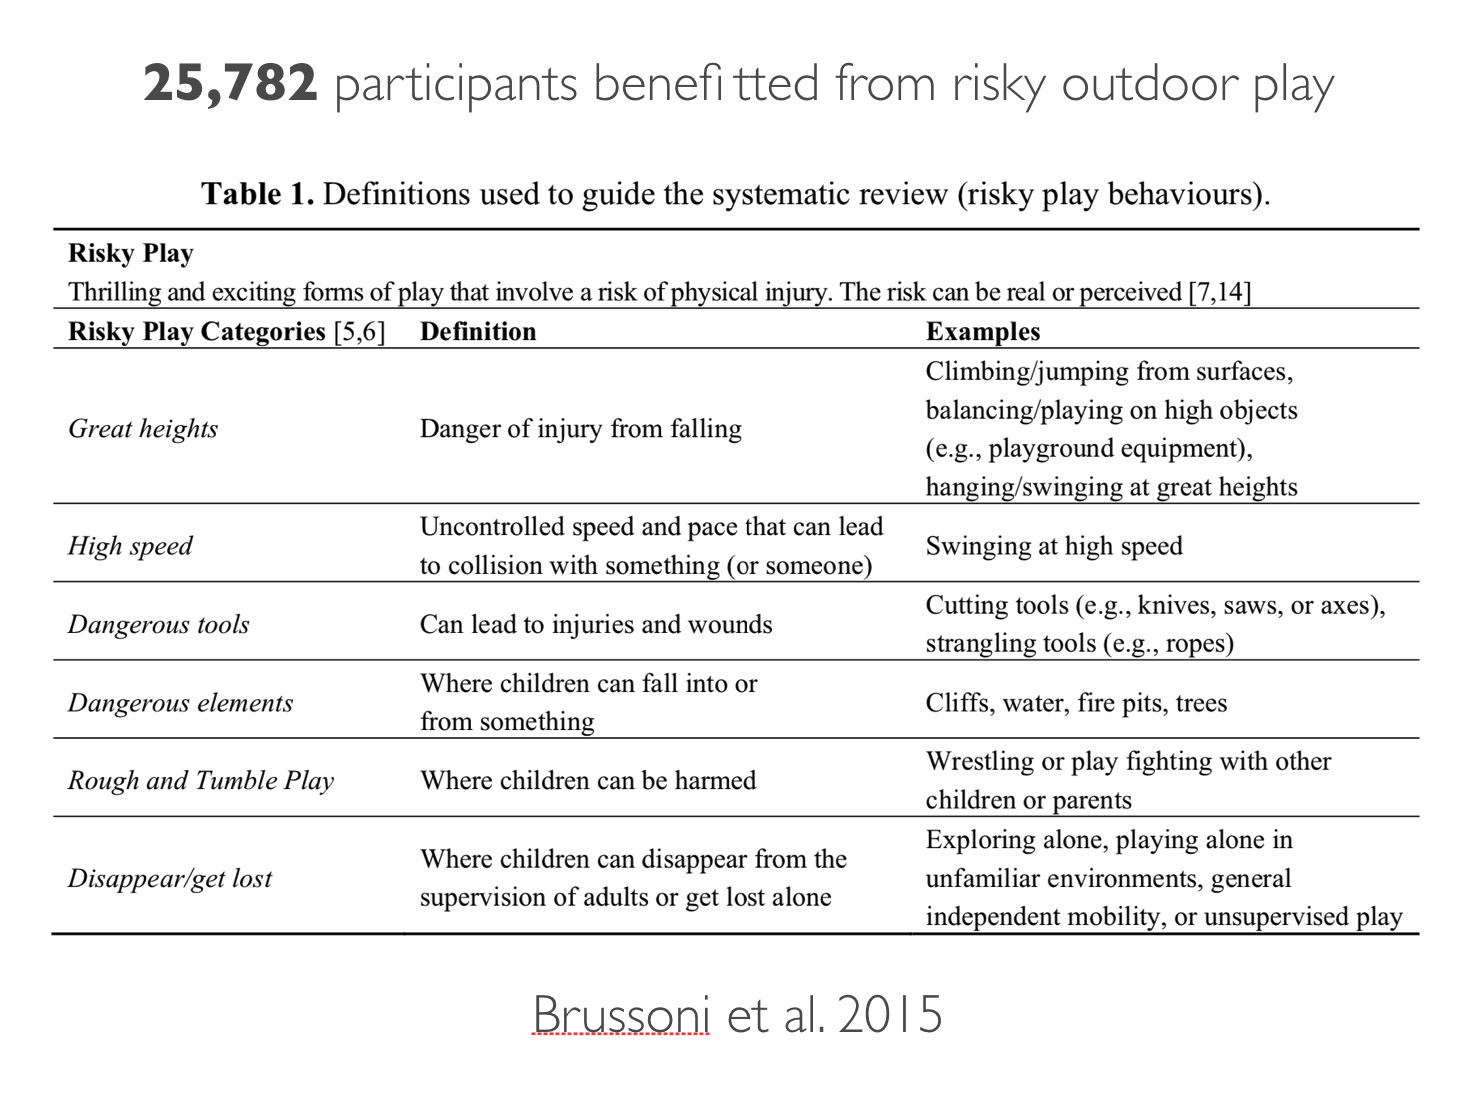 25,782 participants benefitted from risky outdoor play
Table 1. Definitions used to guide the systematic review (risky play behaviours).
Risky Play
Thrilling and exciting forms of play that involve a risk of physical injury. The risk can be real or perceived [7,14]
Risky Play Categories [5,6] Definition Examples
Great heights
Danger of injury from falling
Climbing/jumping from surfaces,
balancing/playing on high objects
(e.g., playground equipment),
hanging/swinging at great heights
High speed
Uncontrolled speed and pace that can lead
to collision with something (or someone)
Swinging at high speed
Dangerous tools
Can lead to injuries and wounds
Cutting tools (e.g., knives, saws, or axes),
strangling tools (e.g., ropes)
Dangerous elements
Where children can fall into or
from something
Cliffs, water, fire pits, trees
Rough and Tumble Play
Where children can be harmed
Wrestling or play fighting with other
children or parents
Disappear/get lost
Where children can disappear from the
supervision of adults or get lost alone
Exploring alone, playing alone in
unfamiliar environments, general
independent mobility, or unsupervised play
Brussoni et al. 2015